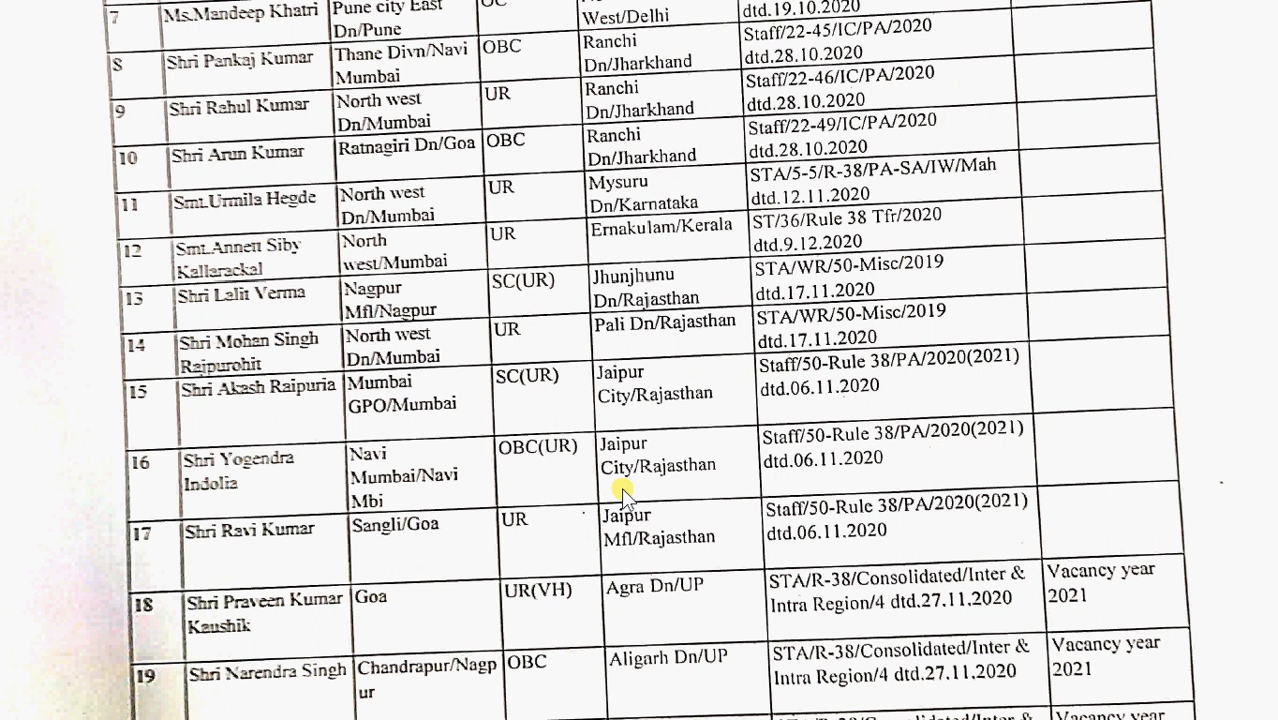 7 Ms.Mandeep Khatri Pune city East Dn/Pune West/Delhi dtd.19.10.2020
8 Shri Pankaj Kumar Thane Divn/Navi Mumbai OBC Ranchi Dn/Jharkhand Staff/22-45/IC/PA/2020 dtd.28.10.2020
9 Shri Rahul Kumar North west Dn/Mumbai UR Ranchi Dn/Jharkhand Staff/22-46/IC/PA/2020 dtd.28.10.2020
10 Shri Arun Kumar Ratnagiri Dn/Goa OBC Ranchi Dn/Jharkhand Staff/22-49/IC/PA/2020 dtd.28.10.2020
11 Smt.Urmila Hegde North west Dn/Mumbai UR Mysuru Dn/Karnataka STA/5-5/R-38/PA-SA/IW/Mah dtd.12.11.2020
12 Smt.Annett Siby Kallarackal North west/Mumbai UR Ernakulam/Kerala ST/36/Rule 38 Tfr/2020 dtd.9.12.2020
13 Shri Lalit Verma Nagpur Mfl/Nagpur SC(UR) Jhunjhunu Dn/Rajasthan STA/WR/50-Misc/2019 dtd.17.11.2020
14 Shri Mohan Singh Rajpurohit North west Dn/Mumbai UR Pali Dn/Rajasthan STA/WR/50-Misc/2019 dtd.17.11.2020
15 Shri Akash Raipuria Mumbai GPO/Mumbai SC(UR) Jaipur City/Rajasthan Staff/50-Rule 38/PA/2020(2021) dtd.06.11.2020
16 Shri Yogendra Indolia Navi Mumbai/Navi Mbi OBC(UR) Jaipur City/Rajasthan Staff/50-Rule 38/PA/2020(2021) dtd.06.11.2020
17 Shri Ravi Kumar Sangli/Goa UR Jaipur Mfl/Rajasthan Staff/50-Rule 38/PA/2020(2021) dtd.06.11.2020
18 Shri Praveen Kumar Kaushik Goa UR(VH) Agra Dn/UP STA/R-38/Consolidated/Inter & Intra Region/4 dtd.27.11.2020 Vacancy year 2021
19 Shri Narendra Singh Chandrapur/Nagp ur OBC Aligarh Dn/UP STA/R-38/Consolidated/Inter & Intra Region/4 dtd.27.11.2020 Vacancy year 2021
Vacancy year